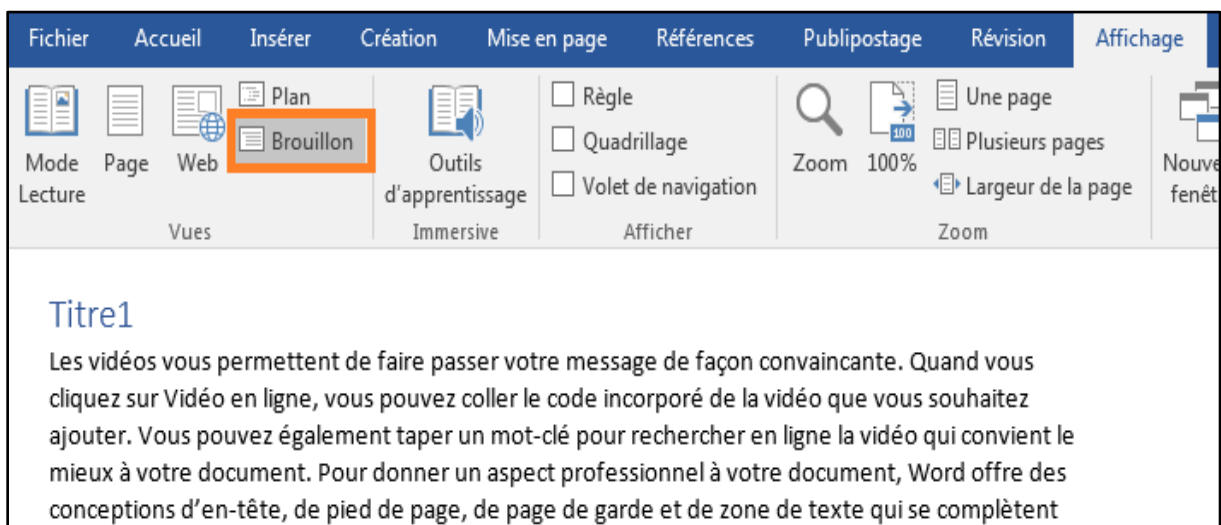 Fichier Accueil Insérer Création Mise en page Références Publipostage Révision Affichage
Mode Lecture
Page
Web
Plan
Brouillon
Vues
Outils d'apprentissage
Immersive
Règle
Quadrillage
Volet de navigation
Afficher
Zoom
100
100%
Une page
Plusieurs pages
Largeur de la page
Zoom
Titre1
Les vidéos vous permettent de faire passer votre message de façon convaincante. Quand vous
cliquez sur Vidéo en ligne, vous pouvez coller le code incorporé de la vidéo que vous souhaitez
ajouter. Vous pouvez également taper un mot-clé pour rechercher en ligne la vidéo qui convient le
mieux à votre document. Pour donner un aspect professionnel à votre document, Word offre des
conceptions d’en-tête, de pied de page, de page de garde et de zone de texte qui se complètent